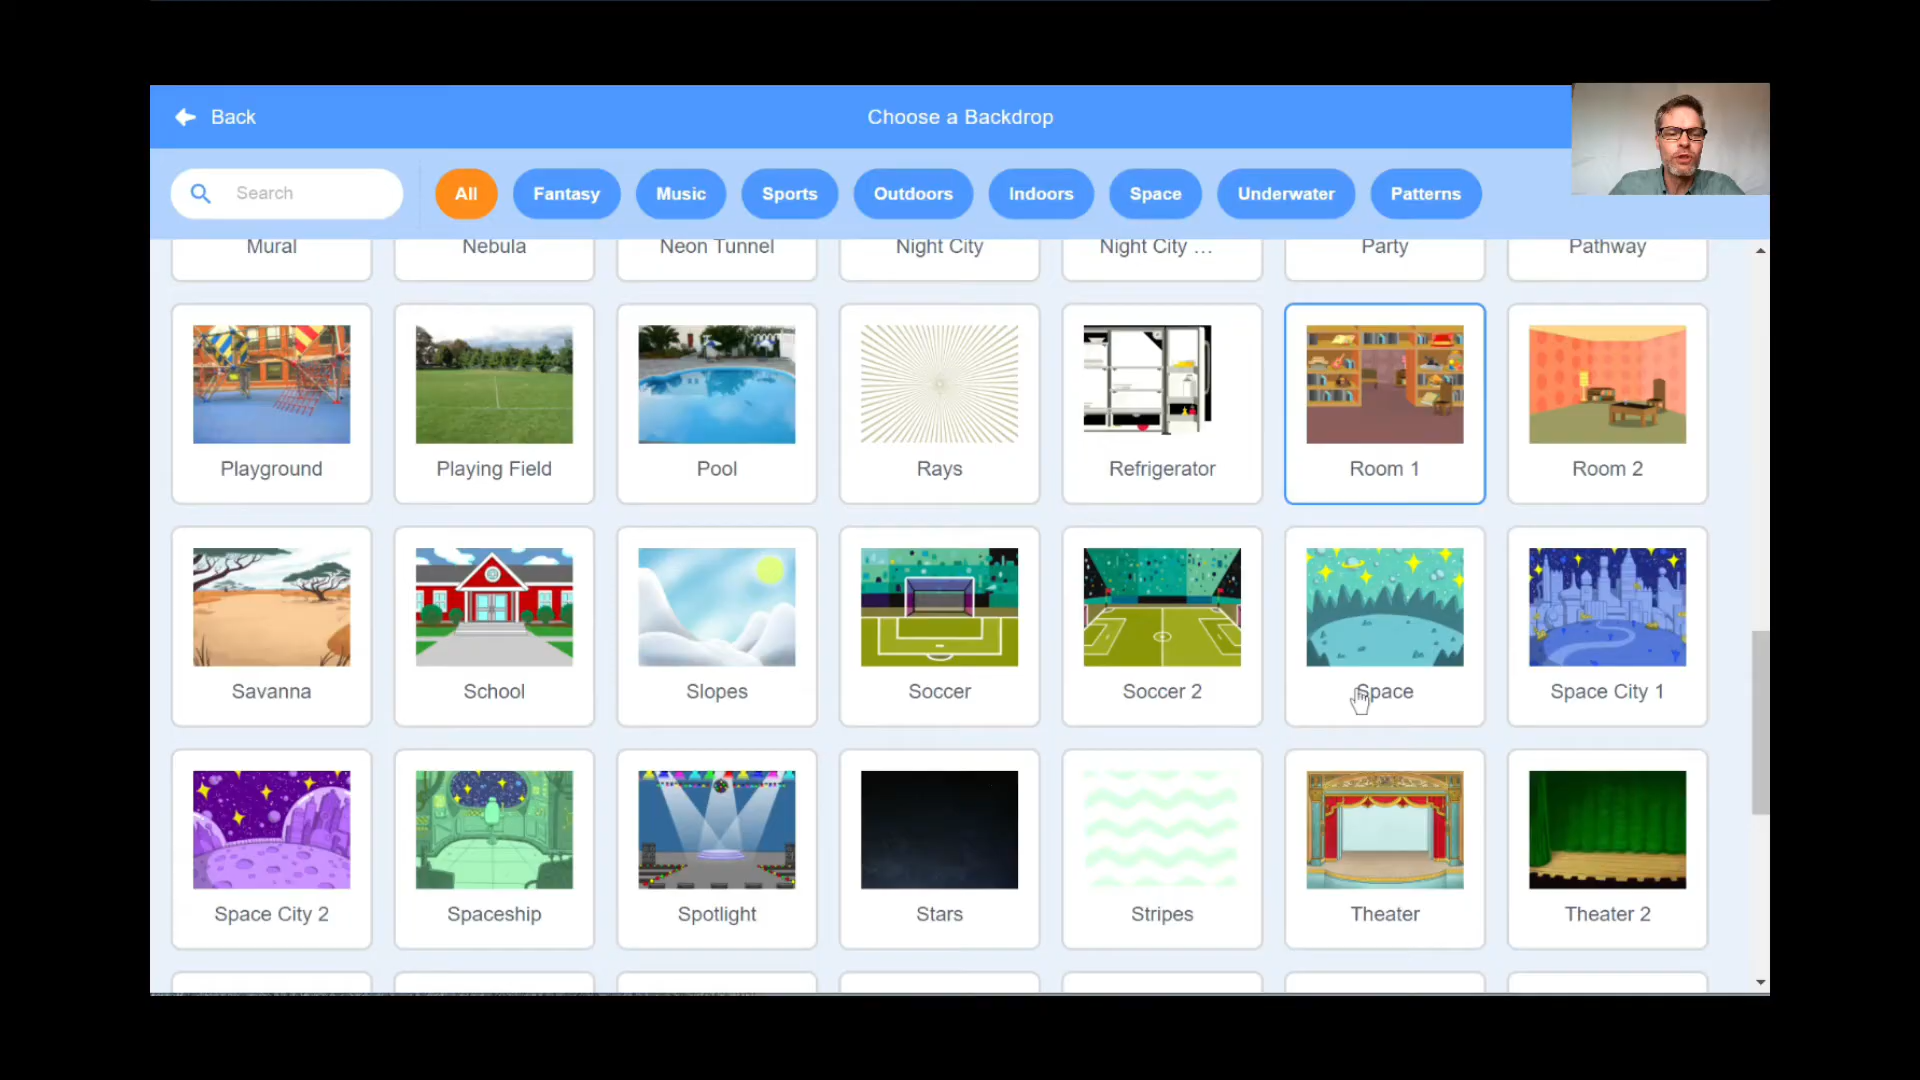 Back
Choose a Backdrop
Search
All
Fantasy
Music
Sports
Outdoors
Indoors
Space
Underwater
Patterns
Mural
Nebula
Neon Tunnel
Night City
Night City ...
Party
Pathway
Playground
Playing Field
Pool
Rays
Refrigerator
Room 1
Room 2
Savanna
School
Slopes
Soccer
Soccer 2
Space
Space City 1
Space City 2
Spaceship
Spotlight
Stars
Stripes
Theater
Theater 2